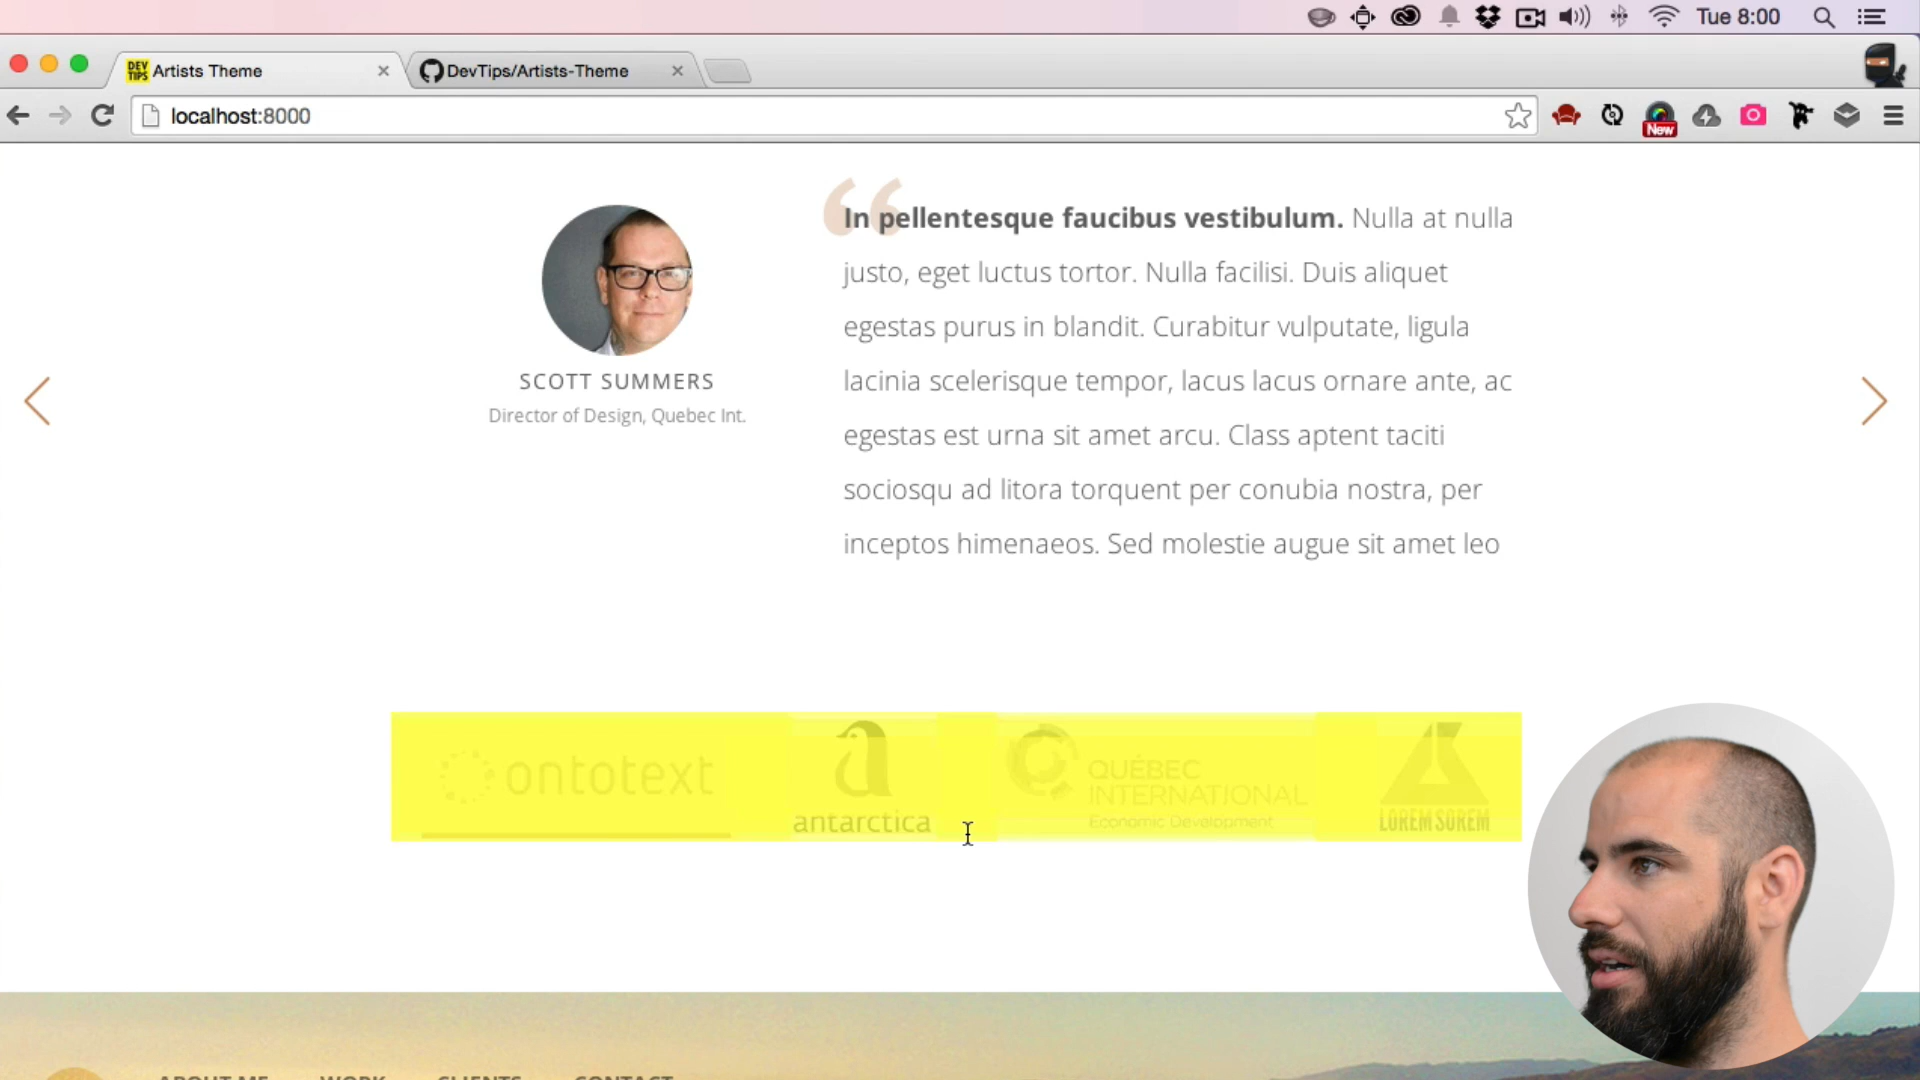 Tue 8:00
DEV TIPS Artists Theme
DevTips/Artists-Theme
localhost:8000
New
In pellentesque faucibus vestibulum. Nulla at nulla
justo, eget luctus tortor. Nulla facilisi. Duis aliquet
egestas purus in blandit. Curabitur vulputate, ligula
lacinia scelerisque tempor, lacus lacus ornare ante, ac
egestas est urna sit amet arcu. Class aptent taciti
sociosqu ad litora torquent per conubia nostra, per
inceptos himenaeos. Sed molestie augue sit amet leo
SCOTT SUMMERS
Director of Design, Quebec Int.
ontotext
a
antarctica
QUÉBEC
INTERNATIONAL
Economic Development
LOREM SOREM
ABOUT ME WORK CLIENTS CONTACT